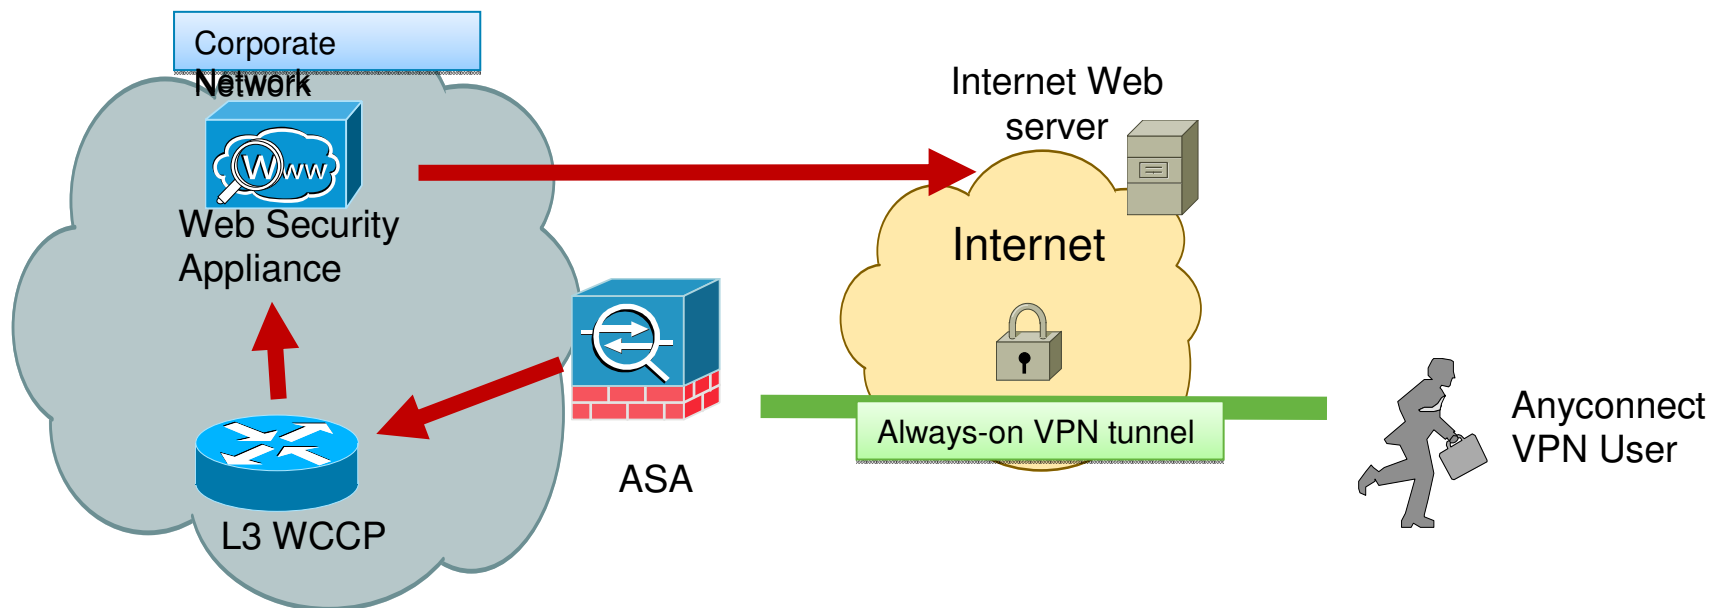 Corporate
Network
Internet Web
server
Www
Web Security
Appliance
Internet
Always-on VPN tunnel
Anyconnect
VPN User
ASA
L3 WCCP